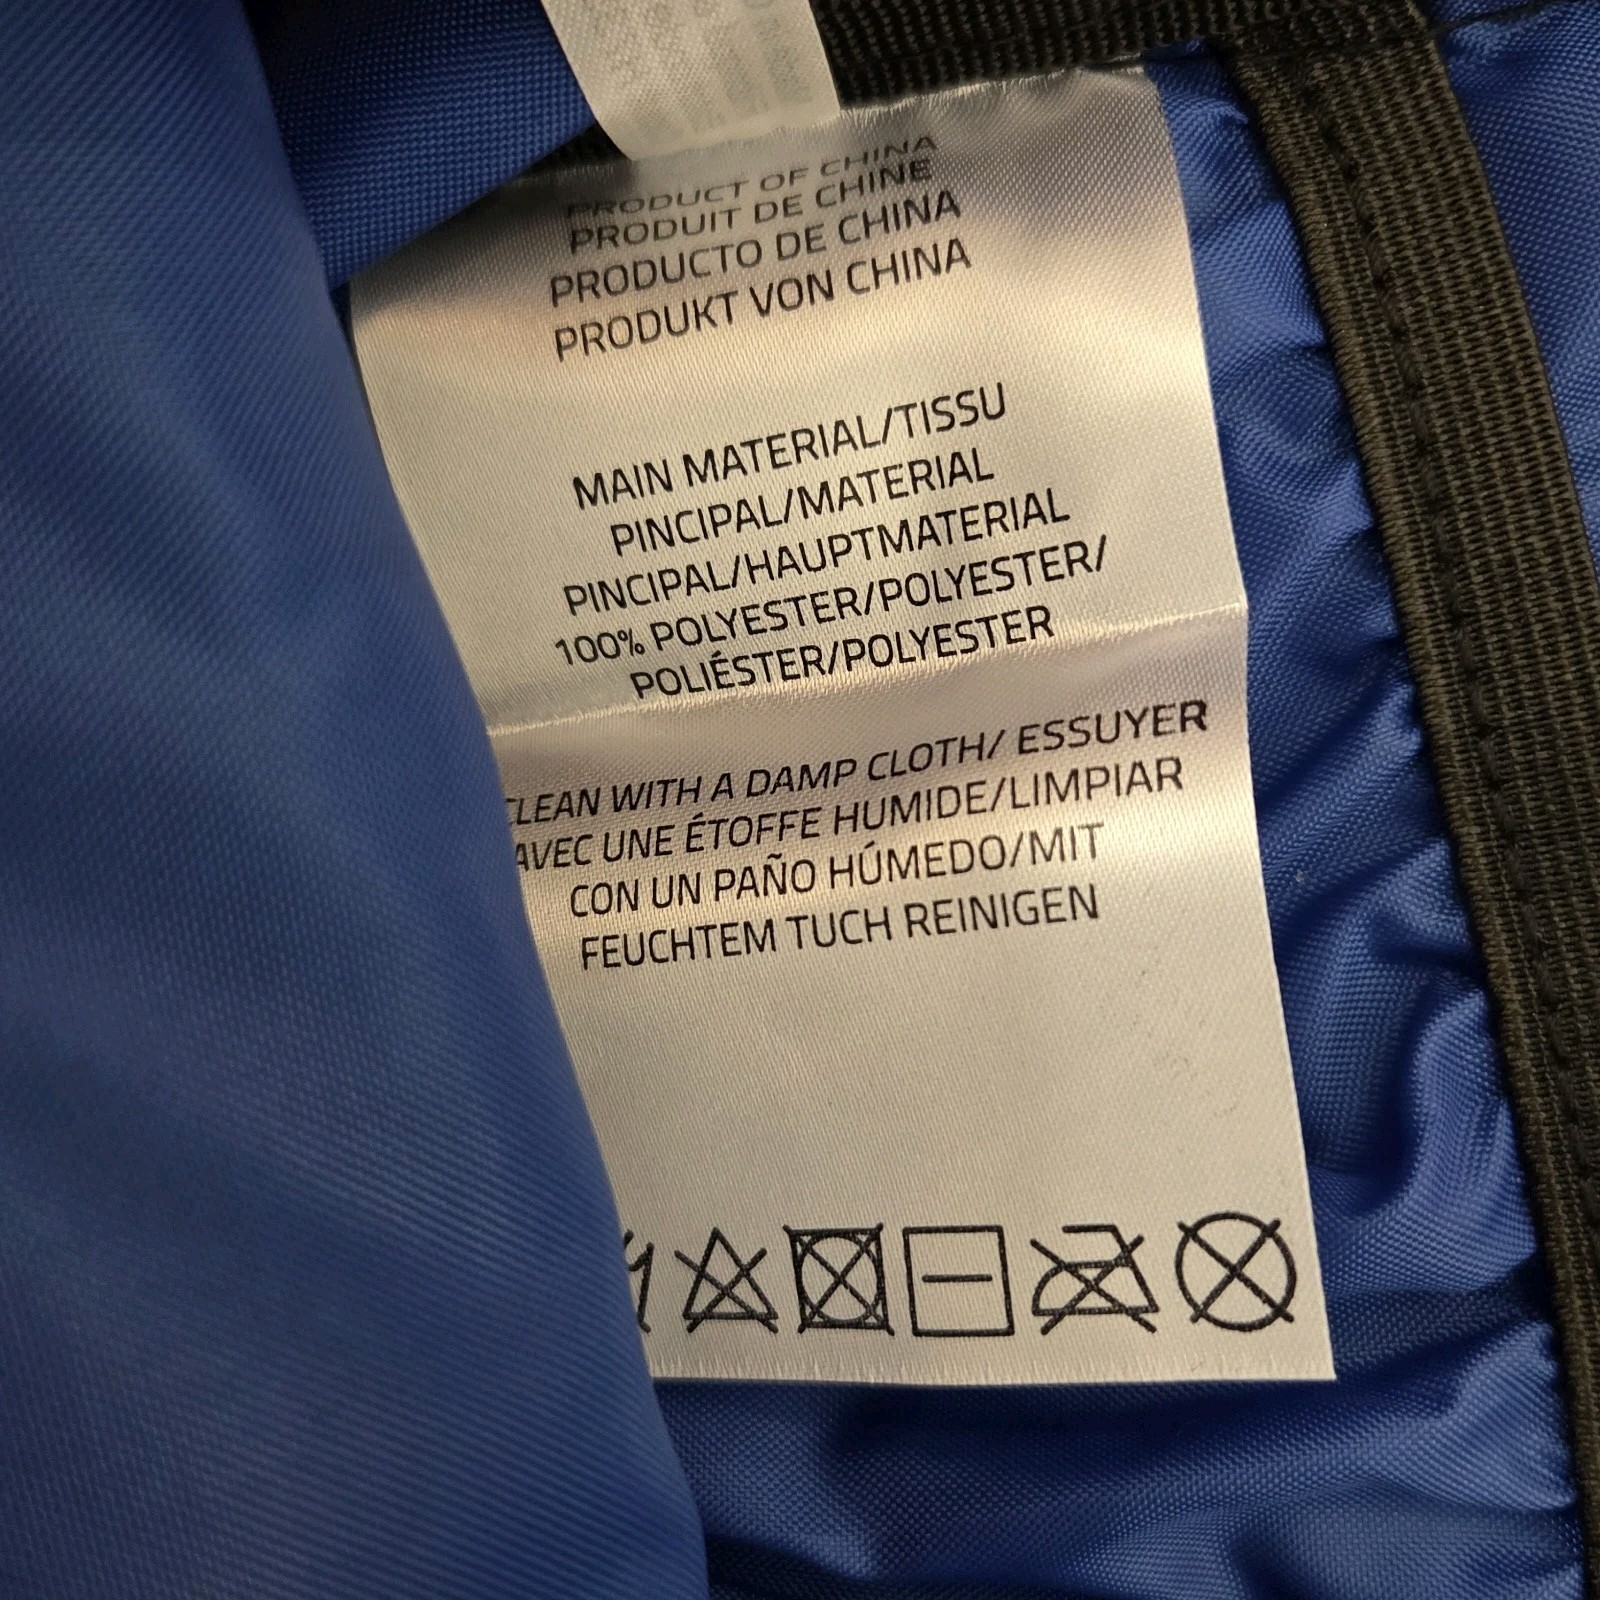 PRODUCT OF CHINA
PRODUIT DE CHINE
PRODUCTO DE CHINA
PRODUKT VON CHINA
MAIN MATERIAL/TISSU
PINCIPAL/MATERIAL
PINCIPAL/HAUPTMATERIAL
100% POLYESTER/POLYESTER/
POLIÉSTER/POLYESTER
CLEAN WITH A DAMP CLOTH/ ESSUYER
AVEC UNE ÉTOFFE HUMIDE/LIMPIAR
CON UN PAÑO HÚMEDO/MIT
FEUCHTEM TUCH REINIGEN